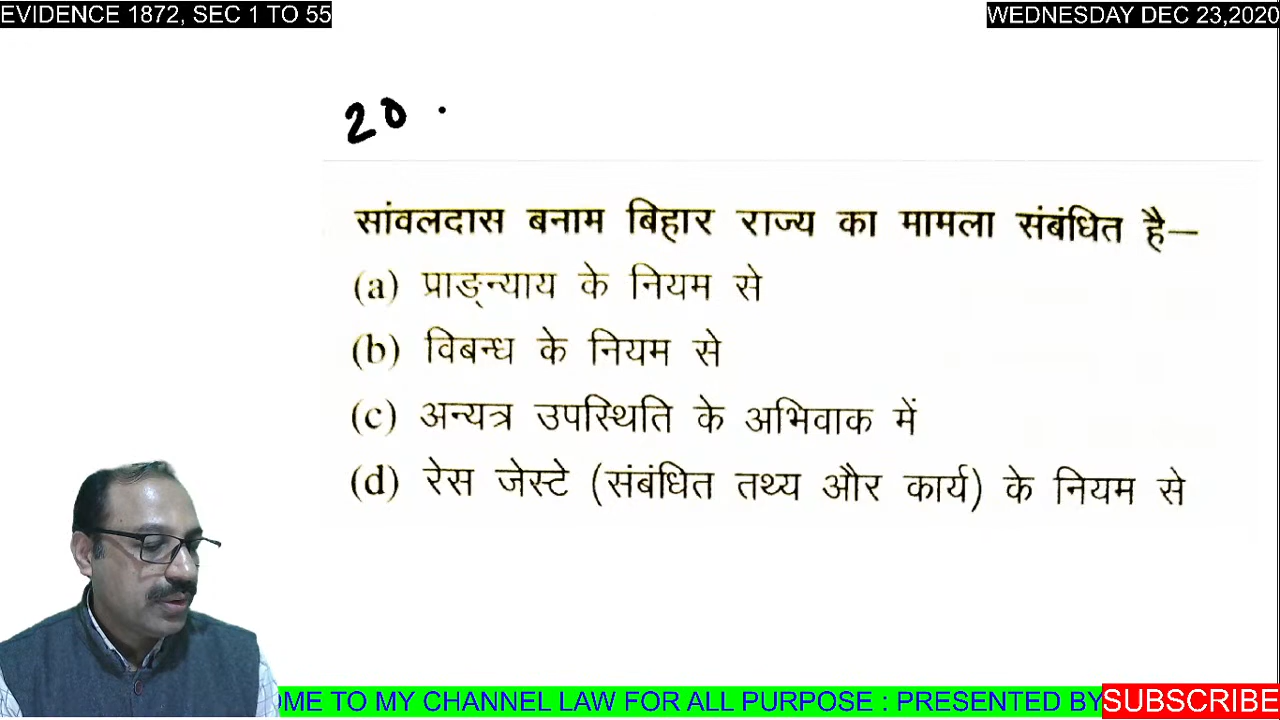 EVIDENCE 1872, SEC 1 TO 55
WEDNESDAY DEC 23,2020
20 .
सांवलदास बनाम बिहार राज्य का मामला संबंधित है—
(a) प्राङ्न्याय के नियम से
(b) विबन्ध के नियम से
(c) अन्यत्र उपस्थिति के अभिवाक में
(d) रेस जेस्टे (संबंधित तथ्य और कार्य) के नियम से
OME TO MY CHANNEL LAW FOR ALL PURPOSE : PRESENTED BY
SUBSCRIBE